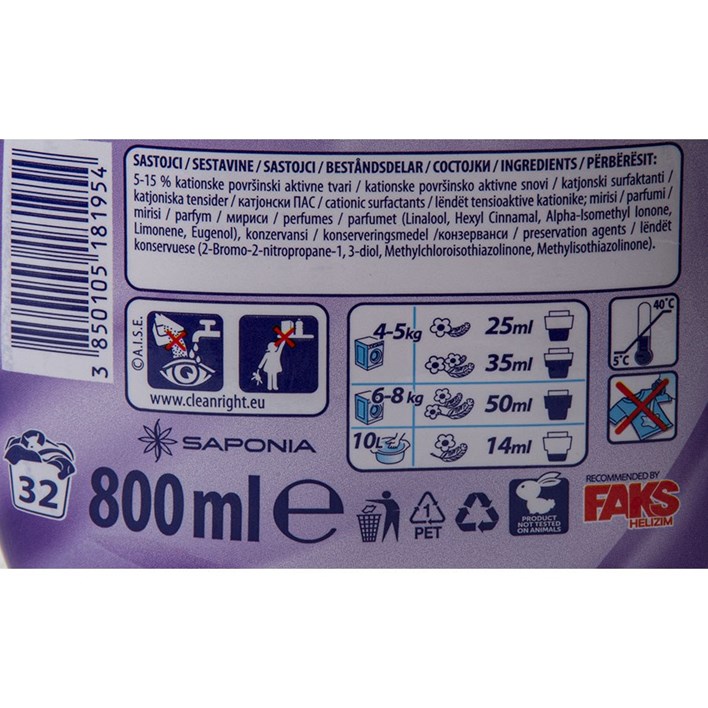 SASTOJCI / SESTAVINE / SASTOJCI / BESTÅNDSDELAR / СОСТОЈКИ / INGREDIENTS / PËRBËRËSIT:
5-15 % kationske površinski aktivne tvari / kationske površinsko aktivne snovi / katjonski surfaktanti /
katjoniska tensider / катјонски ПАС / cationic surfactants / lëndët tensioaktive kationike; mirisi / parfumi /
mirisi / parfym / мириси / perfumes / parfumet (Linalool, Hexyl Cinnamal, Alpha-Isomethyl Ionone,
Limonene, Eugenol), konzervansi / konserveringsmedel /конзерванси / preservation agents / lëndët
konservuese (2-Bromo-2-nitropropane-1, 3-diol, Methylchloroisothiazolinone, Methylisothiazolinone).
3 850105 181954
©A.I.S.E.
www.cleanright.eu
4-5kg 25ml
35ml
6-8 kg 50ml
10L 14ml
40°C
5°C
SAPONIA
32
800ml e
1
PET
PRODUCT
NOT TESTED
ON ANIMALS
RECOMMENDED BY
FAKS
HELIZIM